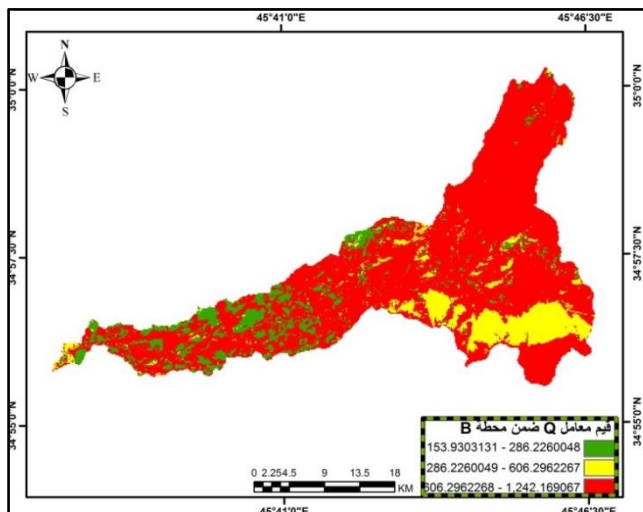 45°41'0"E 45°46'30"E
N
W E
S
35°0'0"N 35°0'0"N
34°57'30"N 34°57'30"N
34°55'0"N 34°55'0"N
قيم معامل Q ضمن محطة B
153.9303131 - 286.2260048
286.2260049 - 606.2962267
606.2962268 - 1,242.169067
0 2.254.5 9 13.5 18
KM
45°41'0"E 45°46'30"E